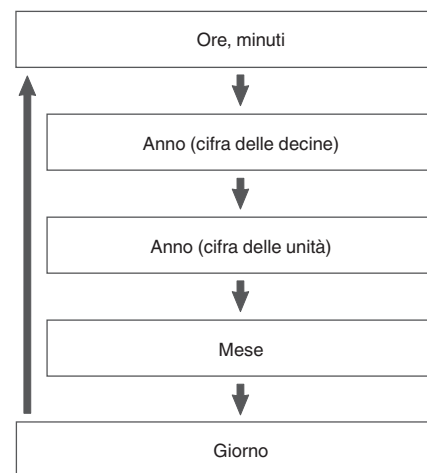 Ore, minuti
Anno (cifra delle decine)
Anno (cifra delle unità)
Mese
Giorno